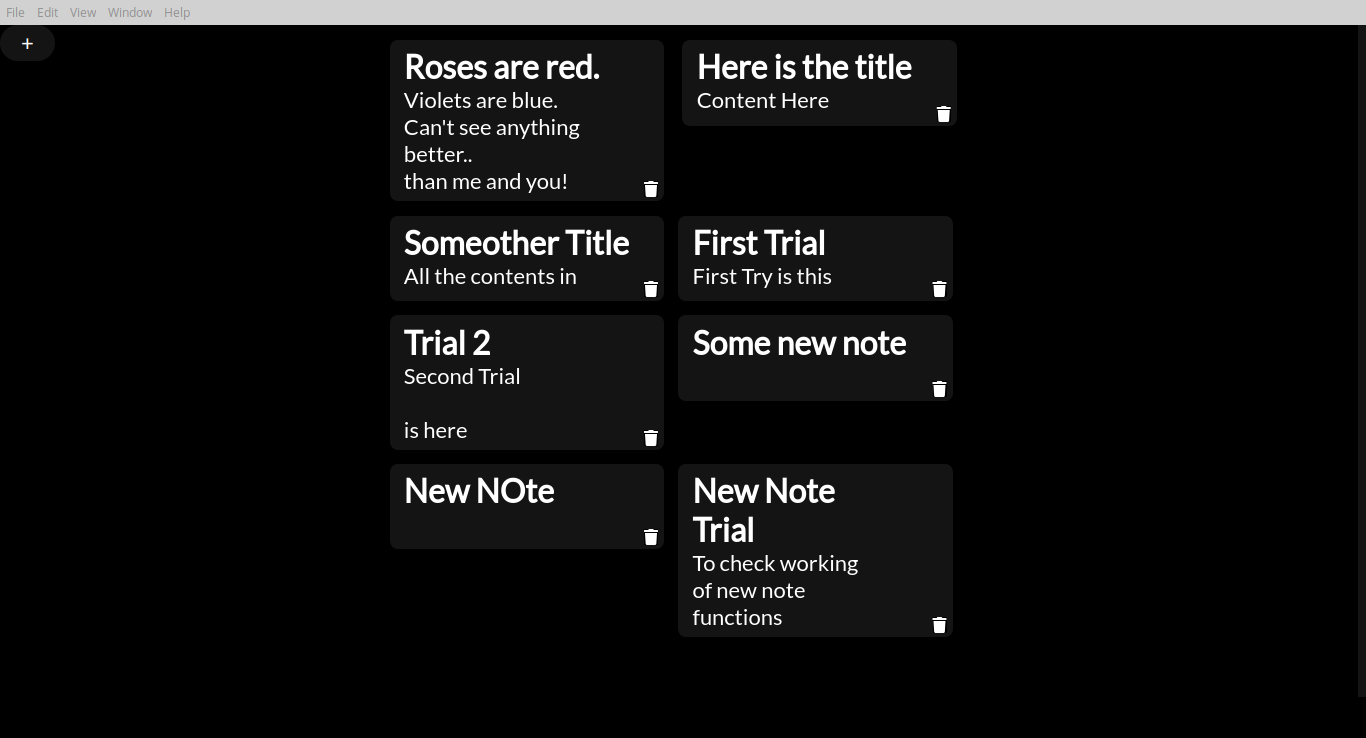 File Edit View Window Help
+
Roses are red.
Violets are blue.
Can't see anything
better..
than me and you!
Here is the title
Content Here
Someother Title
All the contents in
First Trial
First Try is this
Trial 2
Second Trial
is here
Some new note
New NOte
New Note
Trial
To check working
of new note
functions